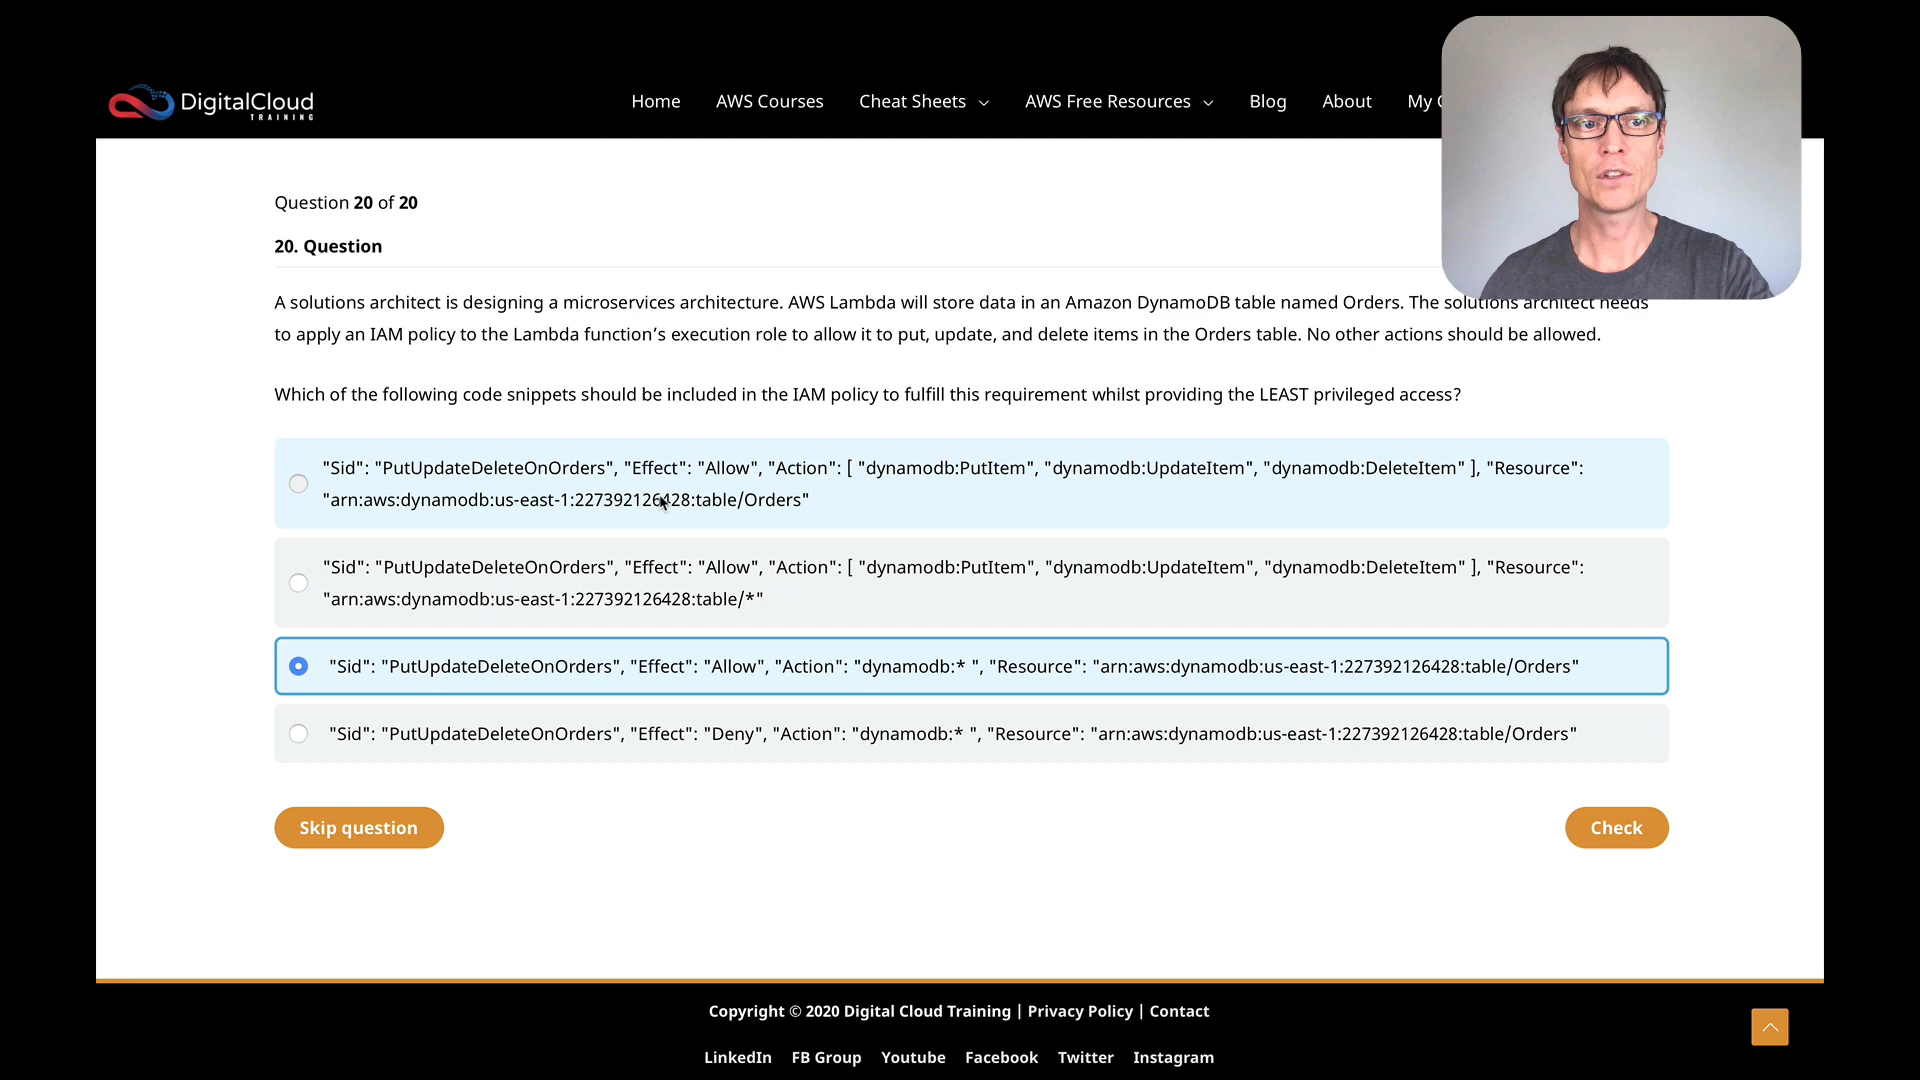 DigitalCloud
TRAINING
Home AWS Courses Cheat Sheets AWS Free Resources Blog About My
Question 20 of 20
20. Question
A solutions architect is designing a microservices architecture. AWS Lambda will store data in an Amazon DynamoDB table named Orders. The solutions architect needs
to apply an IAM policy to the Lambda function’s execution role to allow it to put, update, and delete items in the Orders table. No other actions should be allowed.
Which of the following code snippets should be included in the IAM policy to fulfill this requirement whilst providing the LEAST privileged access?
"Sid": "PutUpdateDeleteOnOrders", "Effect": "Allow", "Action": [ "dynamodb:PutItem", "dynamodb:UpdateItem", "dynamodb:DeleteItem" ], "Resource":
"arn:aws:dynamodb:us-east-1:227392126428:table/Orders"
"Sid": "PutUpdateDeleteOnOrders", "Effect": "Allow", "Action": [ "dynamodb:PutItem", "dynamodb:UpdateItem", "dynamodb:DeleteItem" ], "Resource":
"arn:aws:dynamodb:us-east-1:227392126428:table/*"
"Sid": "PutUpdateDeleteOnOrders", "Effect": "Allow", "Action": "dynamodb:* ", "Resource": "arn:aws:dynamodb:us-east-1:227392126428:table/Orders"
"Sid": "PutUpdateDeleteOnOrders", "Effect": "Deny", "Action": "dynamodb:* ", "Resource": "arn:aws:dynamodb:us-east-1:227392126428:table/Orders"
Skip question Check
Copyright © 2020 Digital Cloud Training | Privacy Policy | Contact
LinkedIn FB Group Youtube Facebook Twitter Instagram